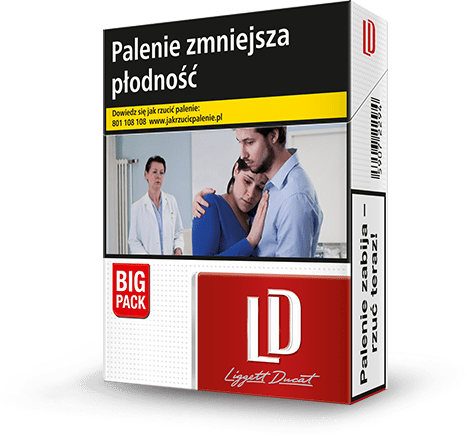 Palenie zmniejsza
płodność
Dowiedz się jak rzucić palenie:
801 108 108 www.jakrzucicpalenie.pl
BIG
PACK
LD
Liggett Ducat
LD
Palenie zabija –
rzuć teraz!